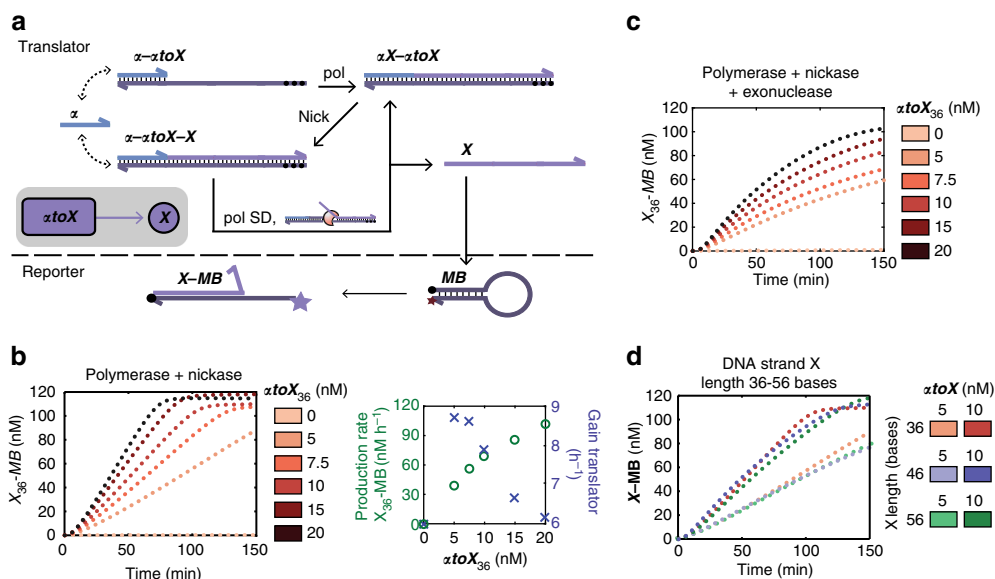 a
Translator
α–αtoX
pol
αX–αtoX
α
Nick
α–αtoX–X
X
αtoX
X
pol SD,
Reporter
X–MB
MB
b
Polymerase + nickase
X36-MB (nM)
120
100
80
60
40
20
0
0 50 100 150
Time (min)
αtoX36 (nM)
0
5
7.5
10
15
20
Production rate
X36-MB (nM h−1)
120
90
60
30
0
0 5 10 15 20
αtoX36 (nM)
9
8
7
6
Gain translator
(h−1)
c
Polymerase + nickase
+ exonuclease
X36-MB (nM)
120
100
80
60
40
20
0
0 50 100 150
Time (min)
αtoX36 (nM)
0
5
7.5
10
15
20
d
DNA strand X
length 36-56 bases
X–MB (nM)
120
100
80
60
40
20
0
0 50 100 150
Time (min)
αtoX (nM)
5 10
36
5 10
46
5 10
56
X length (bases)